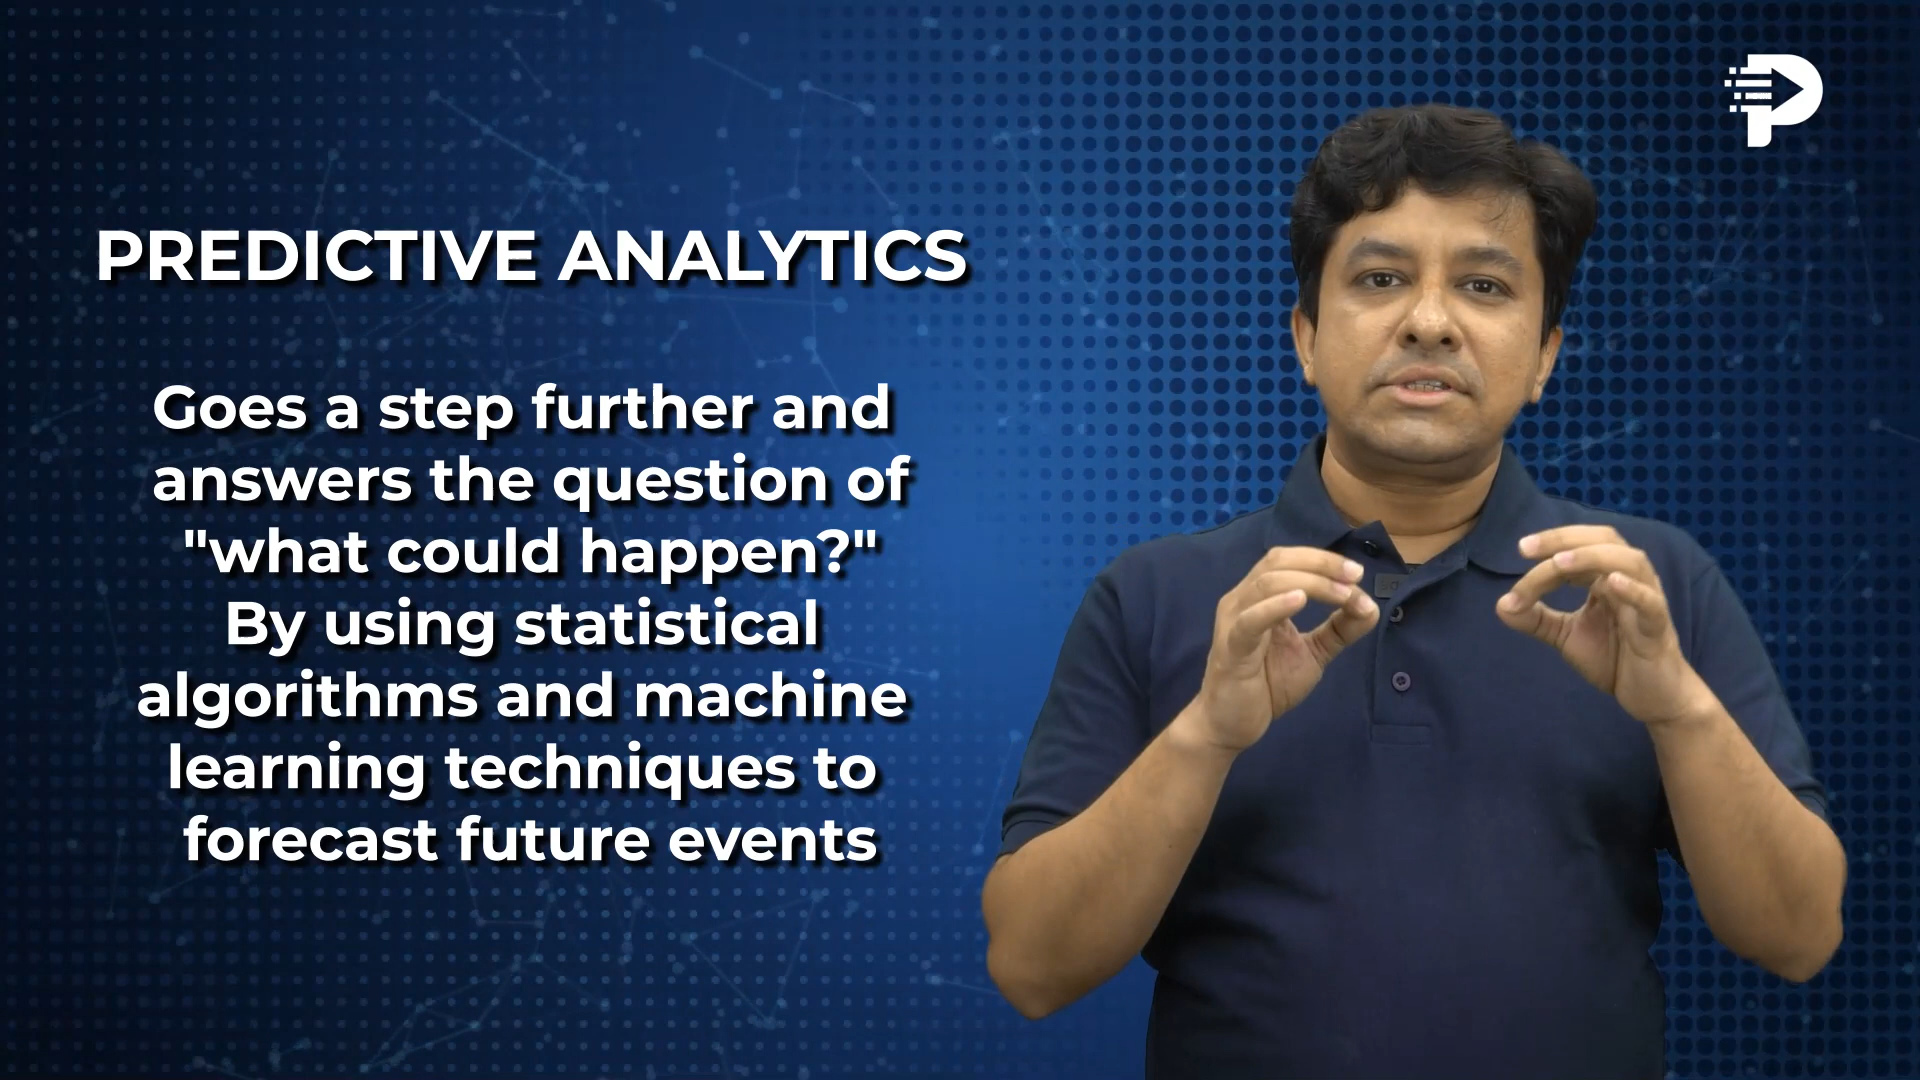 PREDICTIVE ANALYTICS
Goes a step further and
answers the question of
"what could happen?"
By using statistical
algorithms and machine
learning techniques to
forecast future events